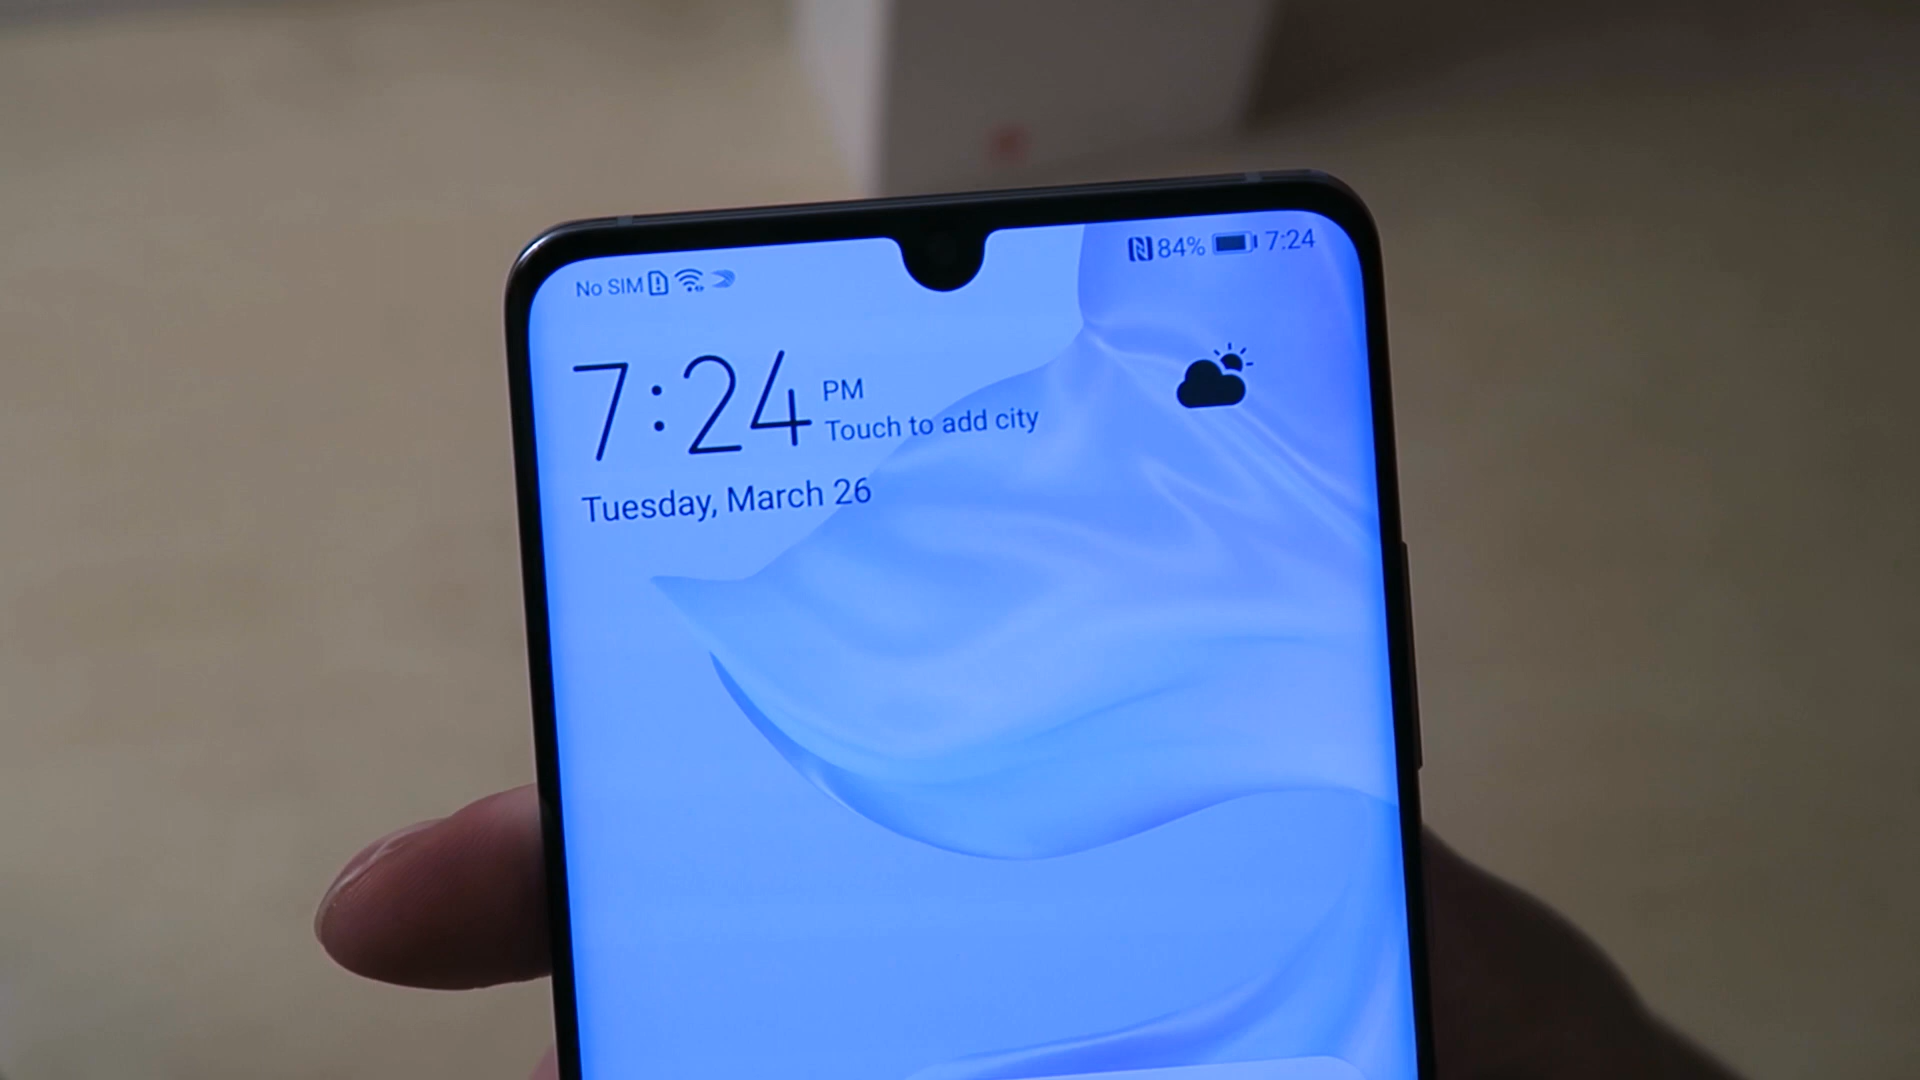 No SIM
84% 7:24
7:24 PM
Touch to add city
Tuesday, March 26